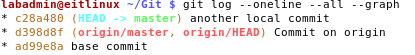 labadmin@eitlinux ~/Git $ git log --oneline --all --graph
* c28a480 (HEAD -> master) another local commit
* d398d8f (origin/master, origin/HEAD) Commit on origin
* ad99e8a base commit